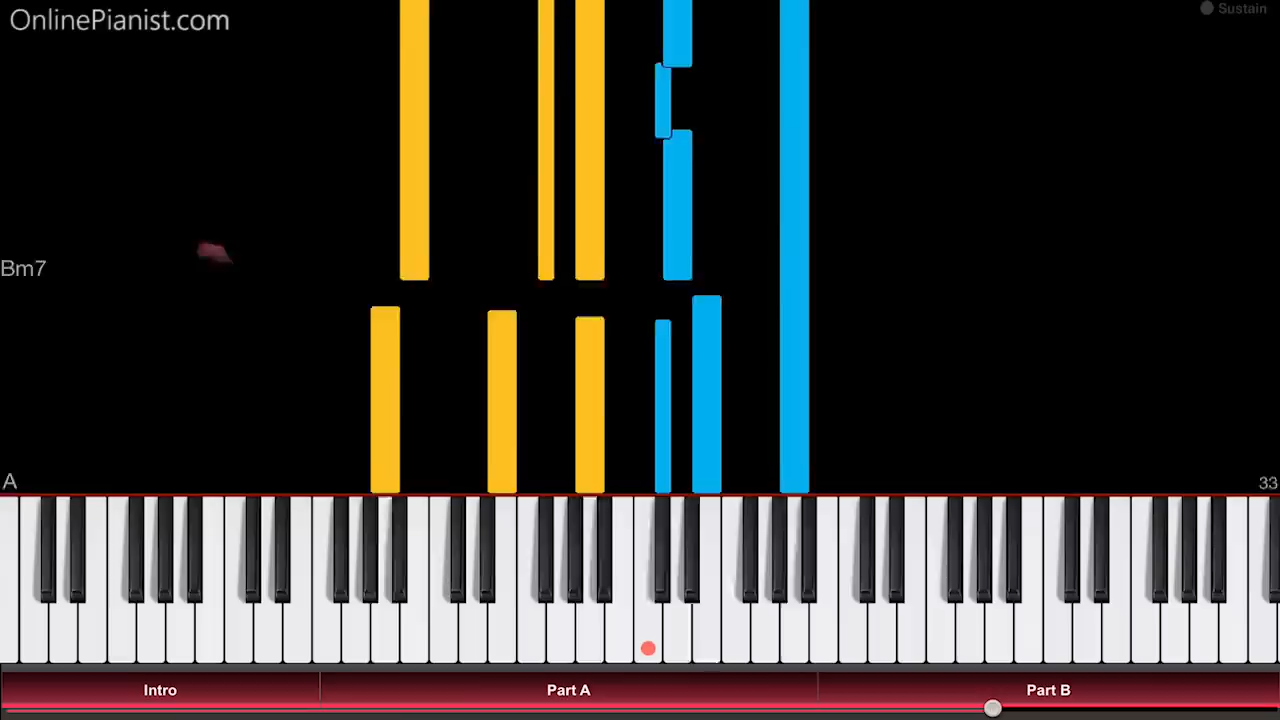 OnlinePianist.com
Sustain
Bm7
A
33
Intro
Part A
Part B